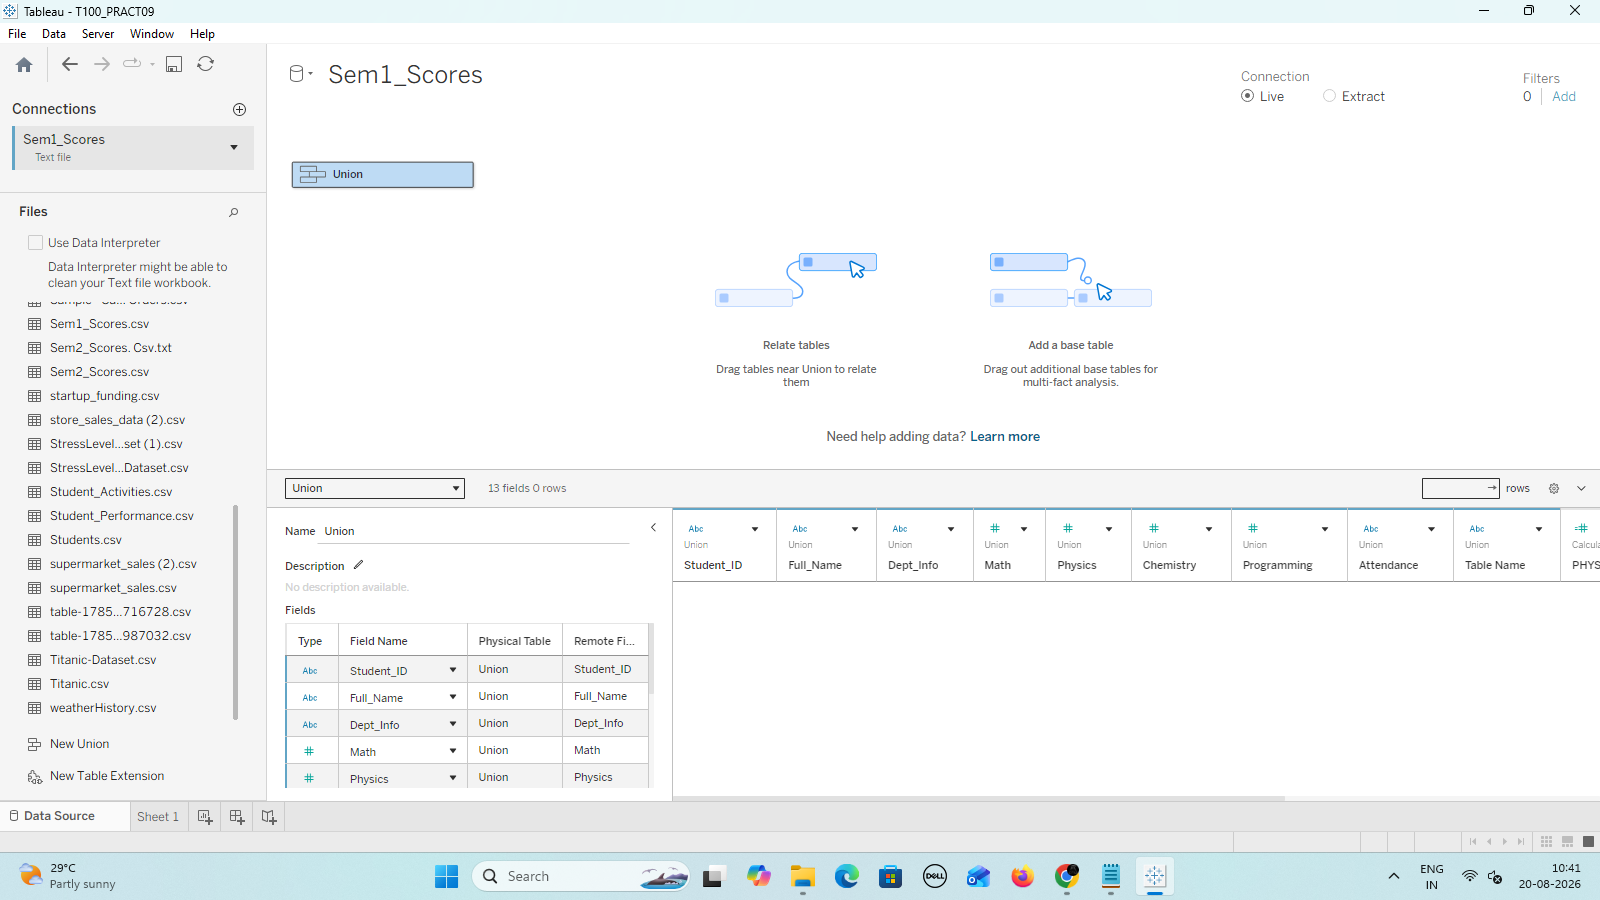 Tableau - T100_PRACT09
File Data Server Window Help
Connections
Sem1_Scores
Text file
Files
Use Data Interpreter
Data Interpreter might be able to
clean your Text file workbook.
Sem1_Scores.csv
Sem2_Scores. Csv.txt
Sem2_Scores.csv
startup_funding.csv
store_sales_data (2).csv
StressLevel...set (1).csv
StressLevel...Dataset.csv
Student_Activities.csv
Student_Performance.csv
Students.csv
supermarket_sales (2).csv
supermarket_sales.csv
table-1785...716728.csv
table-1785...987032.csv
Titanic-Dataset.csv
Titanic.csv
weatherHistory.csv
New Union
New Table Extension
Sem1_Scores
Connection
Live Extract
Filters
0 Add
Union
Relate tables
Drag tables near Union to relate
them
Add a base table
Drag out additional base tables for
multi-fact analysis.
Need help adding data? Learn more
Union 13 fields 0 rows
rows
Name Union
Description
No description available.
Fields
Type Field Name Physical Table Remote Fi...
Abc Student_ID Union Student_ID
Abc Full_Name Union Full_Name
Abc Dept_Info Union Dept_Info
# Math Union Math
# Physics Union Physics
Abc Abc Abc # # # # Abc Abc =#
Union Union Union Union Union Union Union Union Union Calcula
Student_ID Full_Name Dept_Info Math Physics Chemistry Programming Attendance Table Name PHYS
Data Source Sheet 1
29°C
Partly sunny
Search
DELL
ENG
IN
10:41
20-08-2026